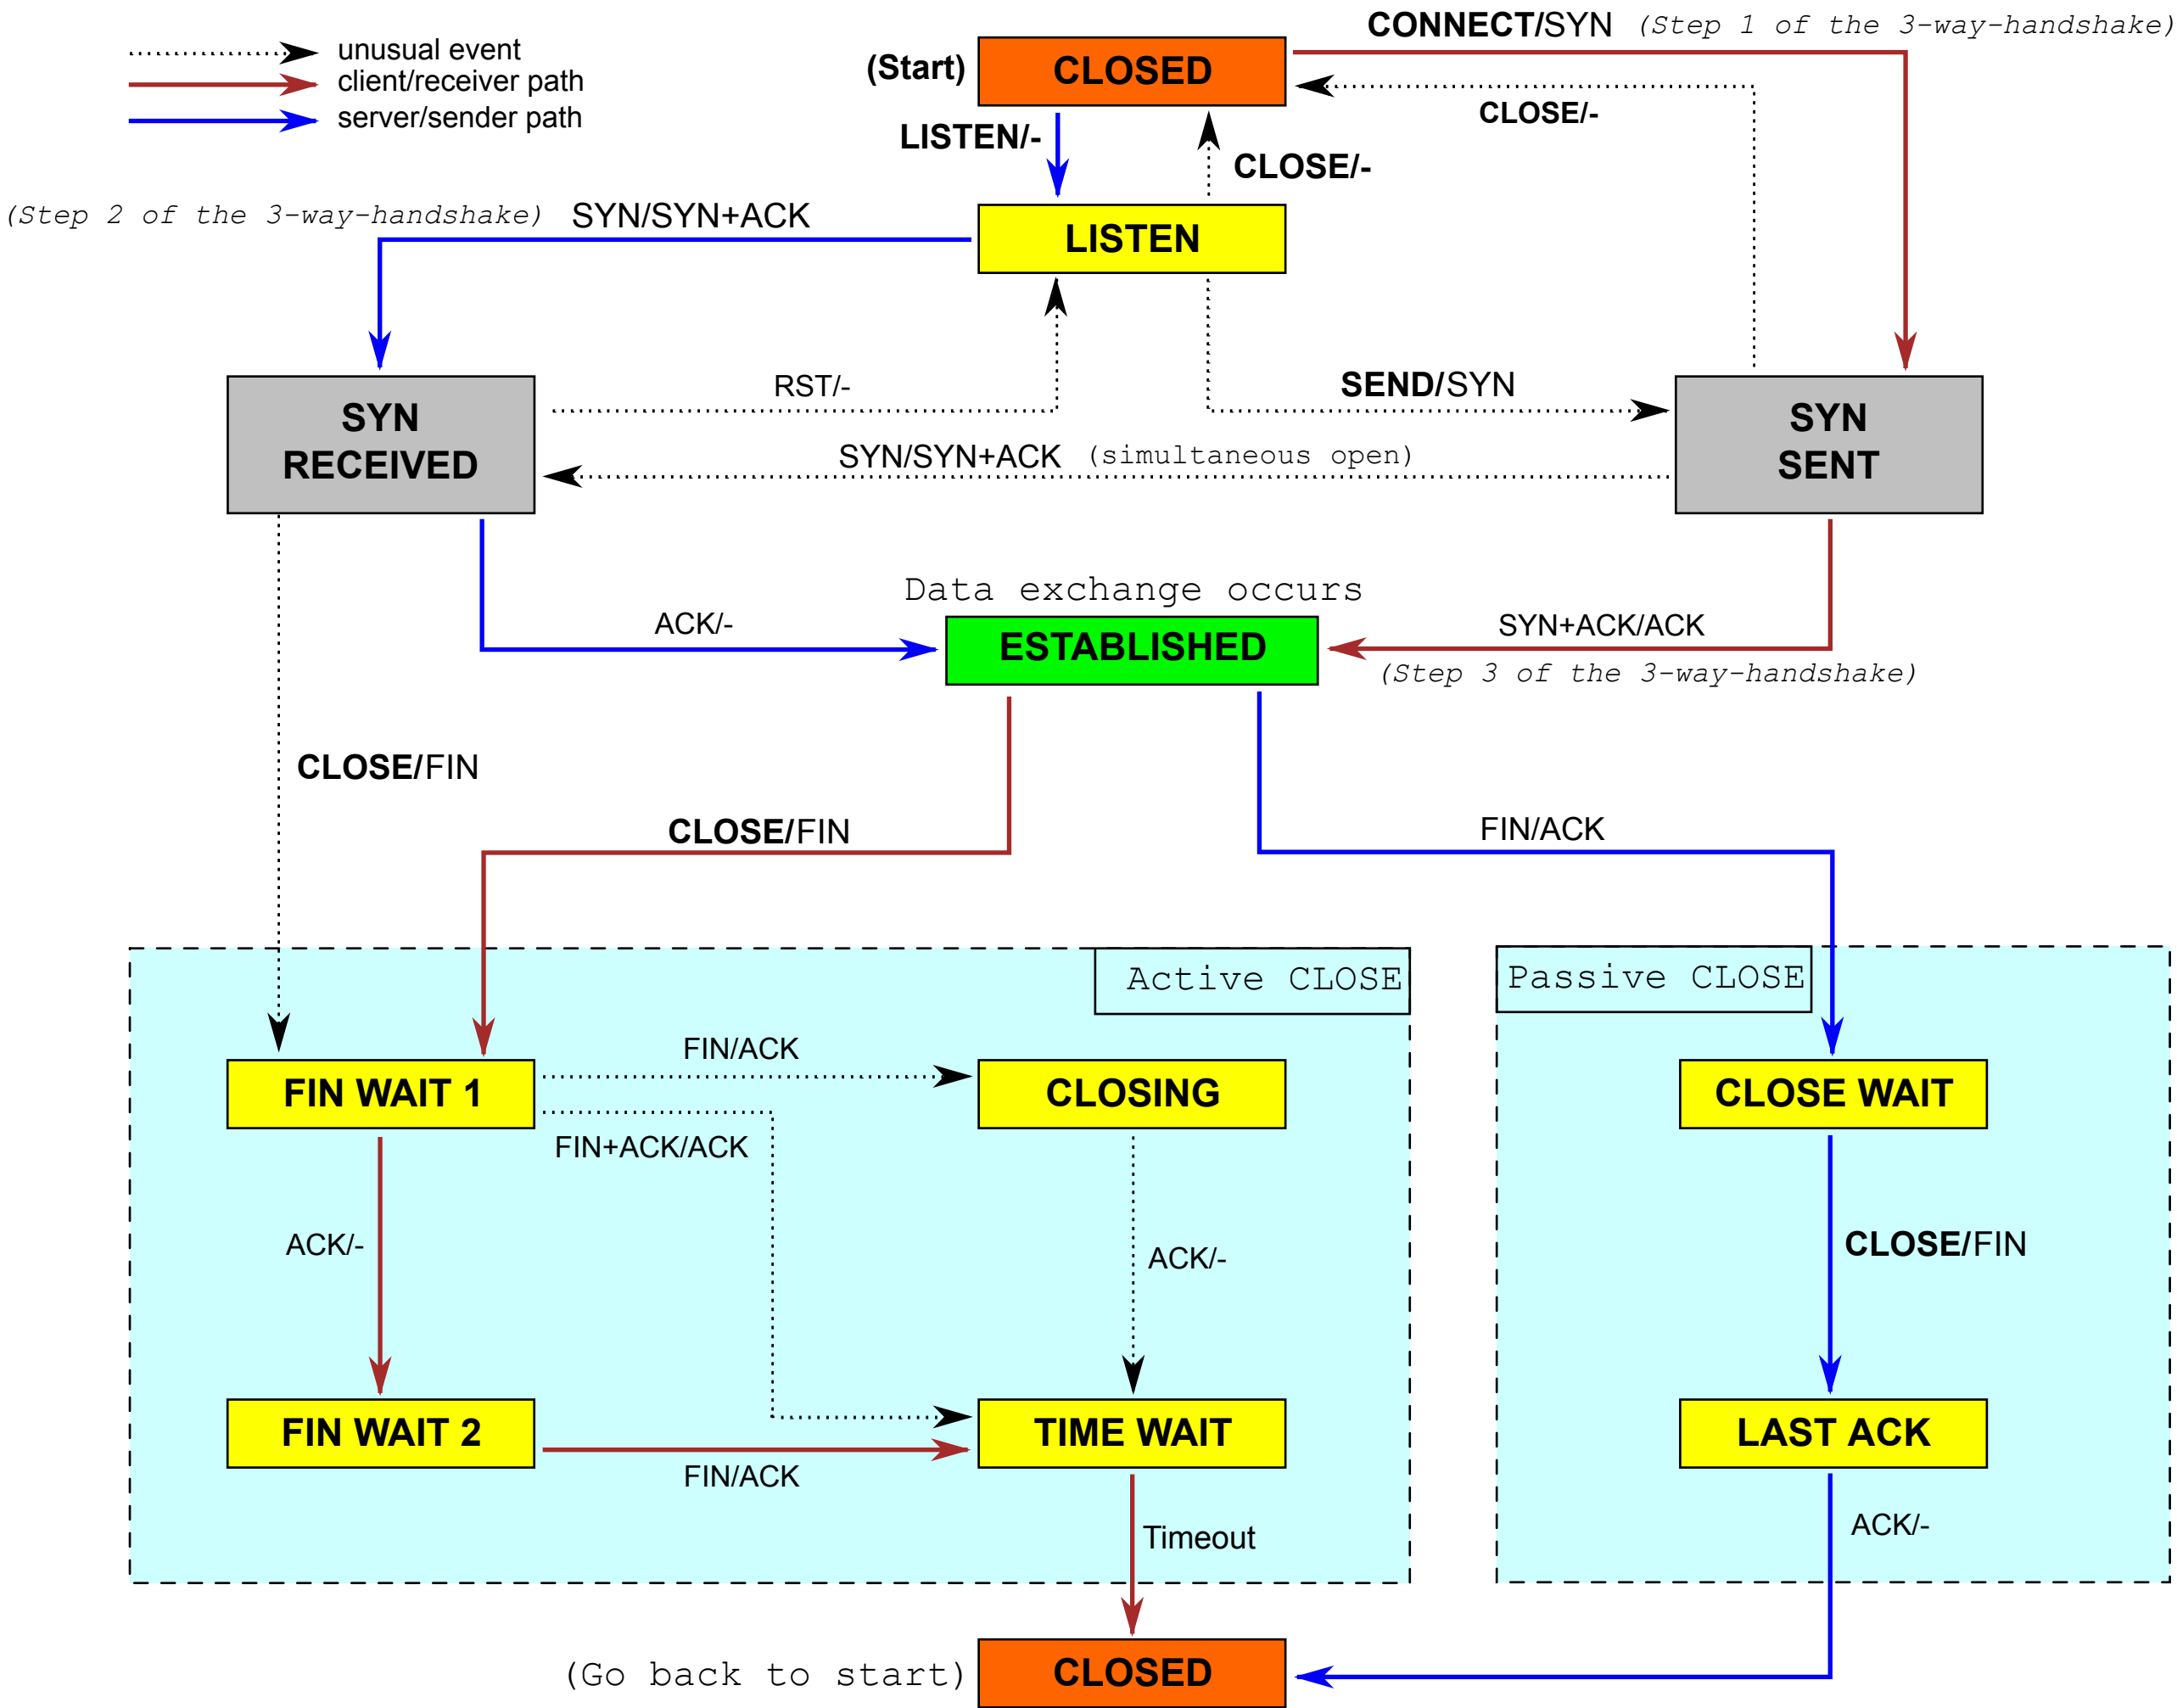 unusual event
client/receiver path
server/sender path
CONNECT/SYN (Step 1 of the 3-way-handshake)
(Start)
CLOSED
CLOSE/-
LISTEN/-
CLOSE/-
(Step 2 of the 3-way-handshake) SYN/SYN+ACK
LISTEN
RST/-
SEND/SYN
SYN
RECEIVED
SYN
SENT
SYN/SYN+ACK (simultaneous open)
Data exchange occurs
ACK/-
ESTABLISHED
SYN+ACK/ACK
(Step 3 of the 3-way-handshake)
CLOSE/FIN
CLOSE/FIN
FIN/ACK
Active CLOSE
Passive CLOSE
FIN/ACK
FIN WAIT 1
CLOSING
CLOSE WAIT
FIN+ACK/ACK
ACK/-
ACK/-
CLOSE/FIN
FIN WAIT 2
TIME WAIT
LAST ACK
FIN/ACK
Timeout
ACK/-
(Go back to start)
CLOSED